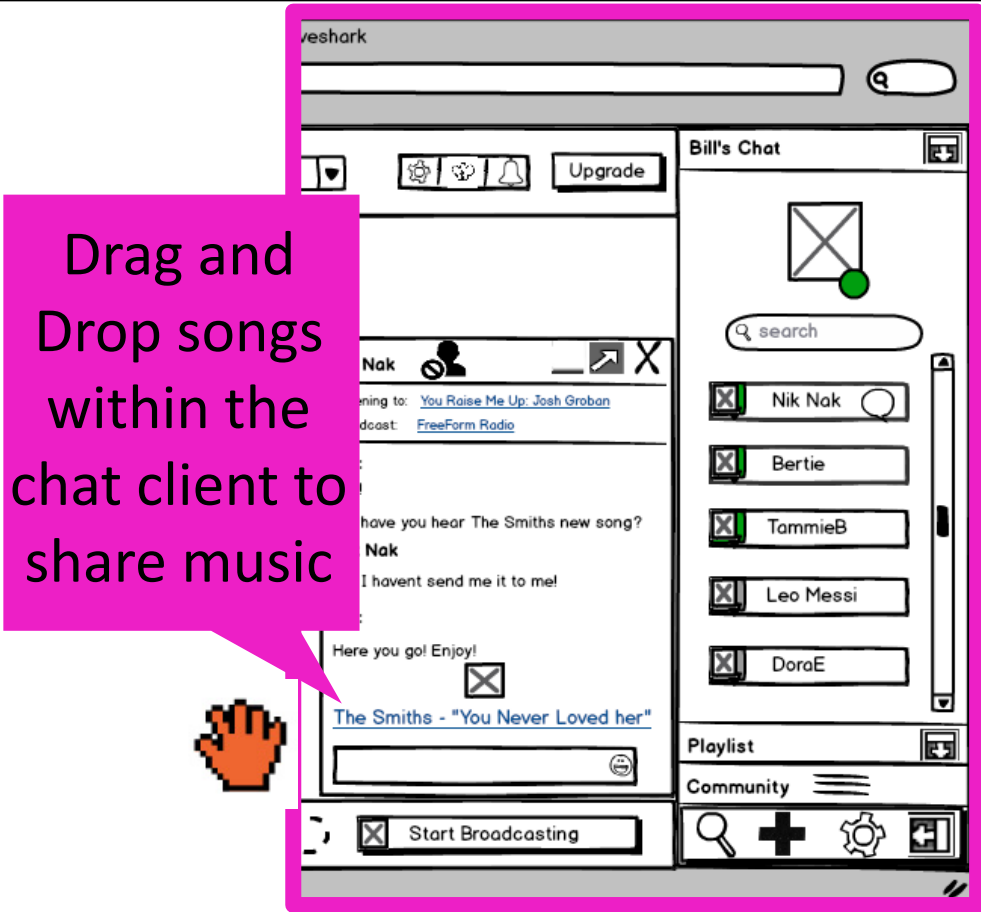 veshark
Upgrade
Bill's Chat
Drag and
Drop songs
within the
chat client to
share music
Nak
ening to: You Raise Me Up: Josh Groban
dcast: FreeForm Radio
!
have you hear The Smiths new song?
Nak
I havent send me it to me!
:
Here you go! Enjoy!
The Smiths - "You Never Loved her"
Start Broadcasting
search
Nik Nak
Bertie
TammieB
Leo Messi
DoraE
Playlist
Community